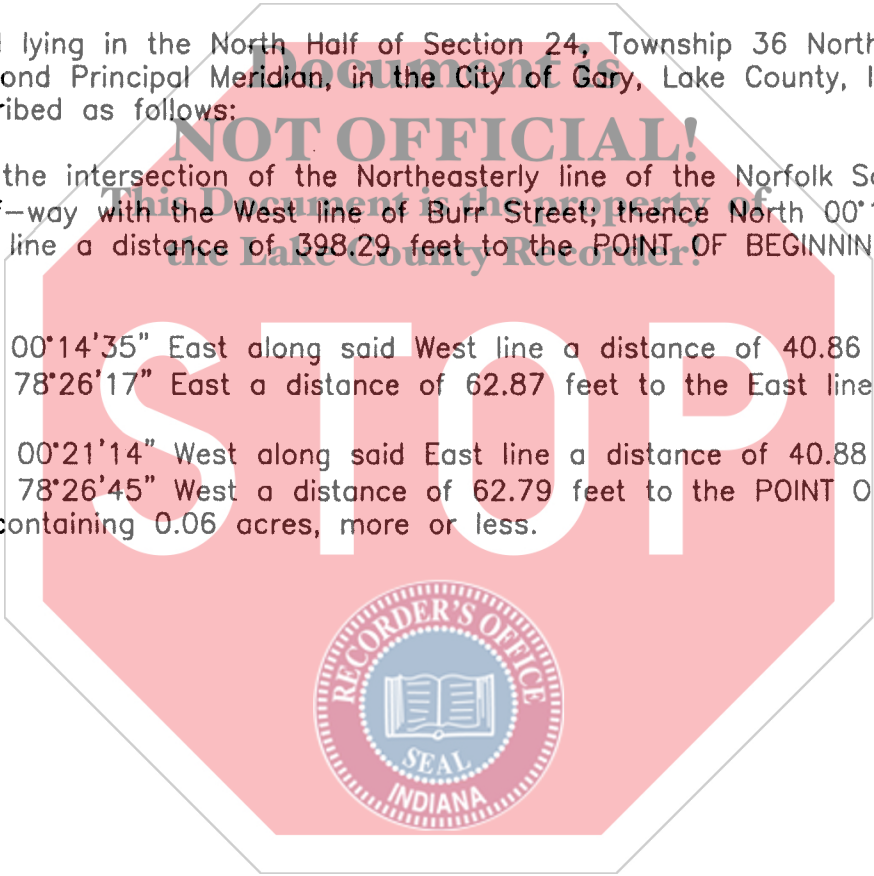 lying in the North Half of Section 24, Township 36 North
ond Principal Meridian, in the City of Gary, Lake County, I
ribed as follows:
the intersection of the Northeasterly line of the Norfolk So
f-way with the West line of Burr Street; thence North 00°1
line a distance of 398.29 feet to the POINT OF BEGINNIN
00°14'35" East along said West line a distance of 40.86
78°26'17" East a distance of 62.87 feet to the East line
00°21'14" West along said East line a distance of 40.88
78°26'45" West a distance of 62.79 feet to the POINT O
containing 0.06 acres, more or less.
Document is
NOT OFFICIAL!
This Document is the property of
the Lake County Recorder!
STOP
RECORDER'S OFFICE
SEAL
INDIANA